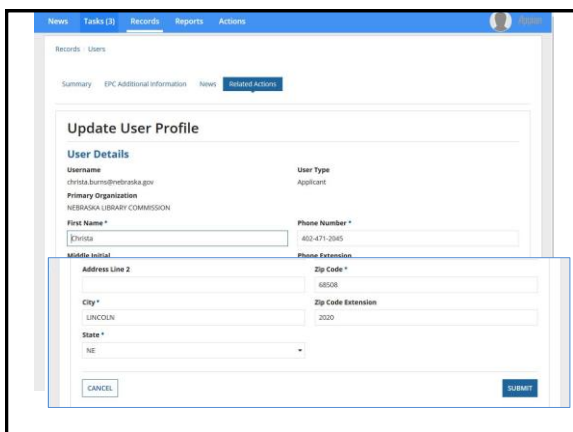 News Tasks (3) Records Reports Actions Appian
Records Users
Summary EPC Additional Information News Related Actions
Update User Profile
User Details
Username User Type
christa.burns@nebraska.gov Applicant
Primary Organization
NEBRASKA LIBRARY COMMISSION
First Name * Phone Number *
Christa 402-471-2045
Middle Initial Phone Extension
Address Line 2 Zip Code *
68508
City * Zip Code Extension
LINCOLN 2020
State *
NE
CANCEL SUBMIT